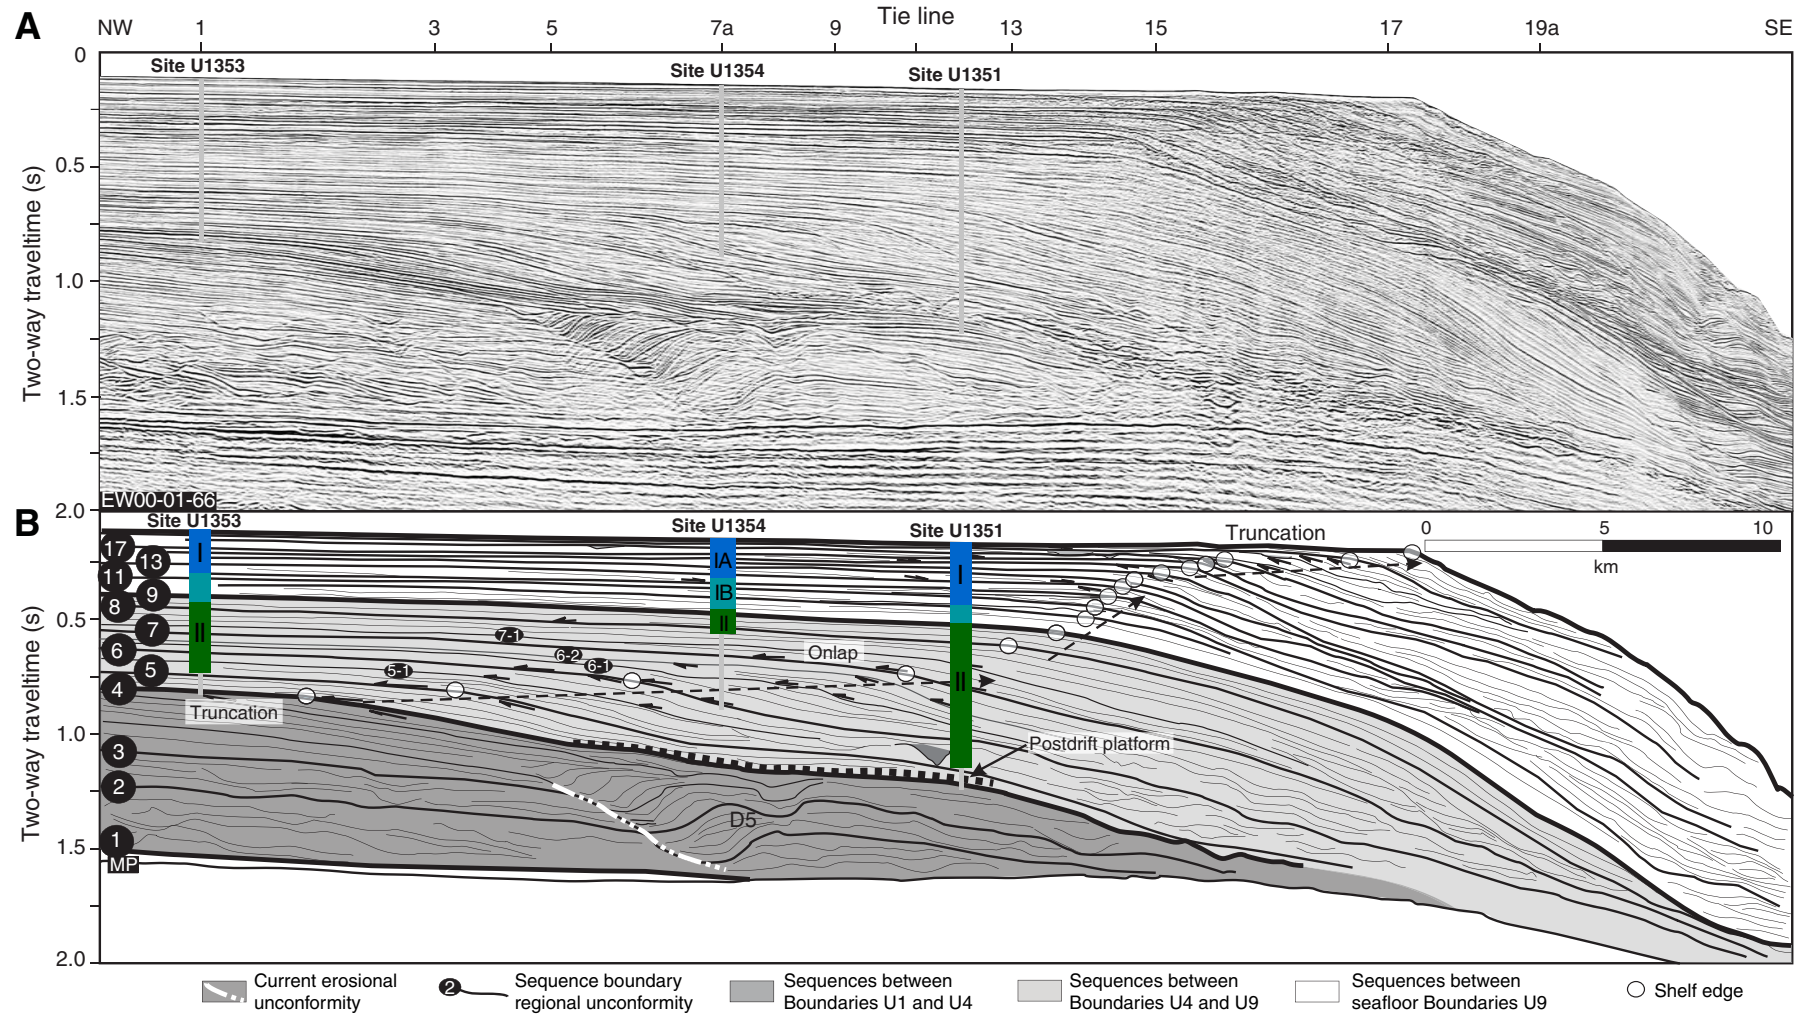 A
Tie line
NW 1 3 5 7a 9 13 15 17 19a SE
0
Site U1353
Site U1354
Site U1351
0.5
1.0
1.5
2.0
Two-way traveltime (s)
EW00-01-66
B
Site U1353
Site U1354
Site U1351
Truncation
0 5 10
km
17
13
11
9
8
7
6
5
4
3
2
1
MP
I
II
IA
IB
II
I
II
7-1
6-2
6-1
5-1
Onlap
Truncation
Postdrift platform
D5
0.5
1.0
1.5
2.0
Two-way traveltime (s)
Current erosional
unconformity
2
Sequence boundary
regional unconformity
Sequences between
Boundaries U1 and U4
Sequences between
Boundaries U4 and U9
Sequences between
seafloor Boundaries U9
Shelf edge